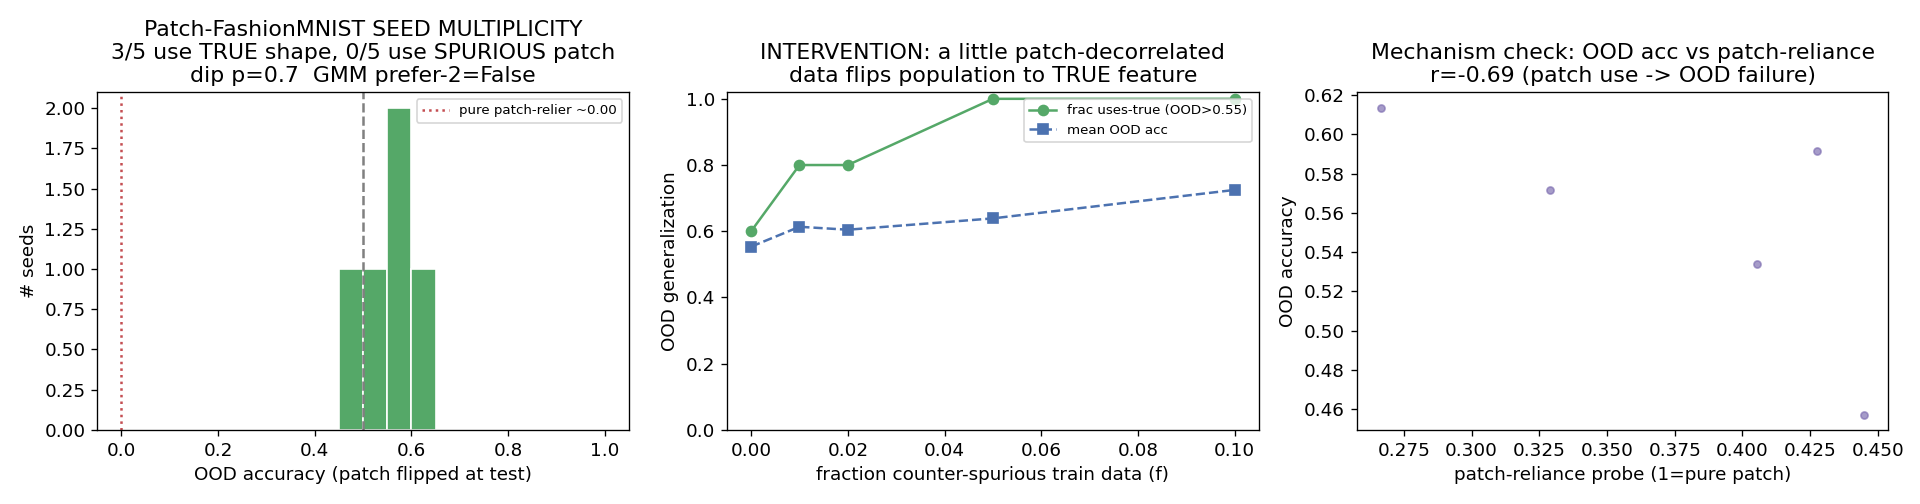 Patch-FashionMNIST SEED MULTIPLICITY
3/5 use TRUE shape, 0/5 use SPURIOUS patch
dip p=0.7  GMM prefer-2=False
2.00
1.75
1.50
1.25
1.00
0.75
0.50
0.25
0.00
# seeds
pure patch-relier ~0.00
0.0 0.2 0.4 0.6 0.8 1.0
OOD accuracy (patch flipped at test)
INTERVENTION: a little patch-decorrelated
data flips population to TRUE feature
1.0
0.8
0.6
0.4
0.2
0.0
OOD generalization
frac uses-true (OOD>0.55)
mean OOD acc
0.00 0.02 0.04 0.06 0.08 0.10
fraction counter-spurious train data (f)
Mechanism check: OOD acc vs patch-reliance
r=-0.69 (patch use -> OOD failure)
0.62
0.60
0.58
0.56
0.54
0.52
0.50
0.48
0.46
OOD accuracy
0.275 0.300 0.325 0.350 0.375 0.400 0.425 0.450
patch-reliance probe (1=pure patch)